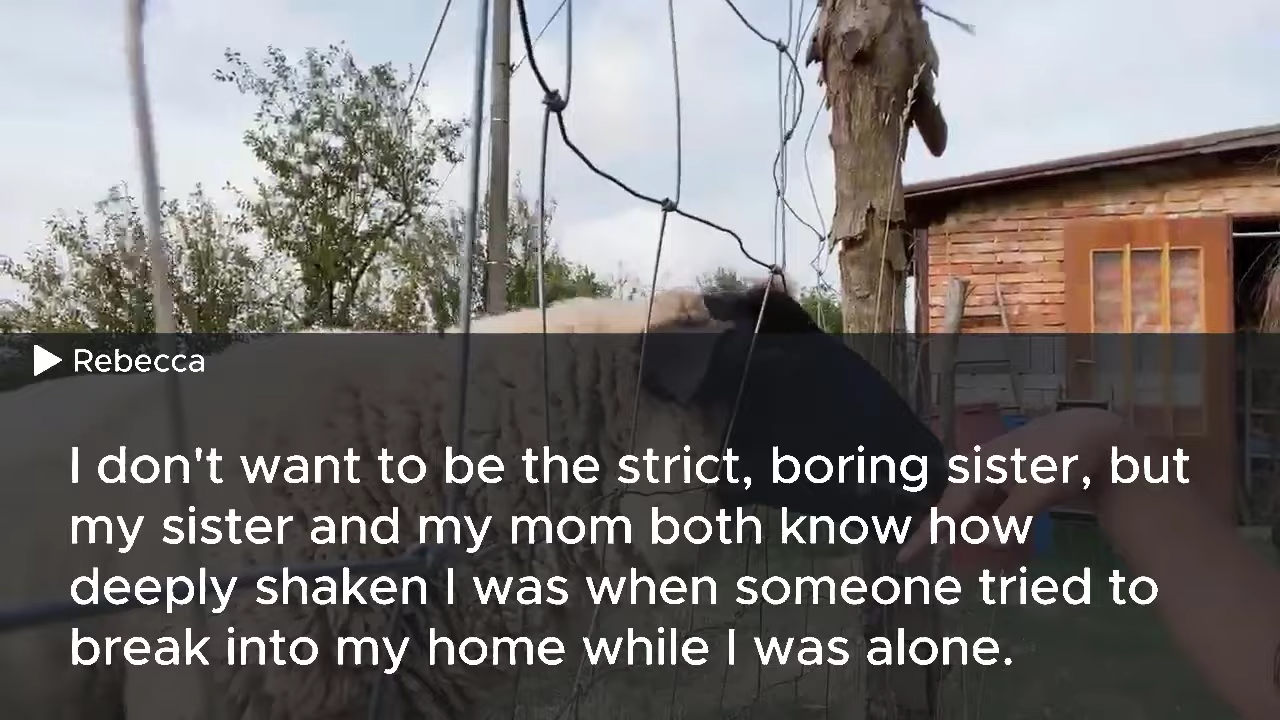 Rebecca
I don't want to be the strict, boring sister, but
my sister and my mom both know how
deeply shaken I was when someone tried to
break into my home while I was alone.